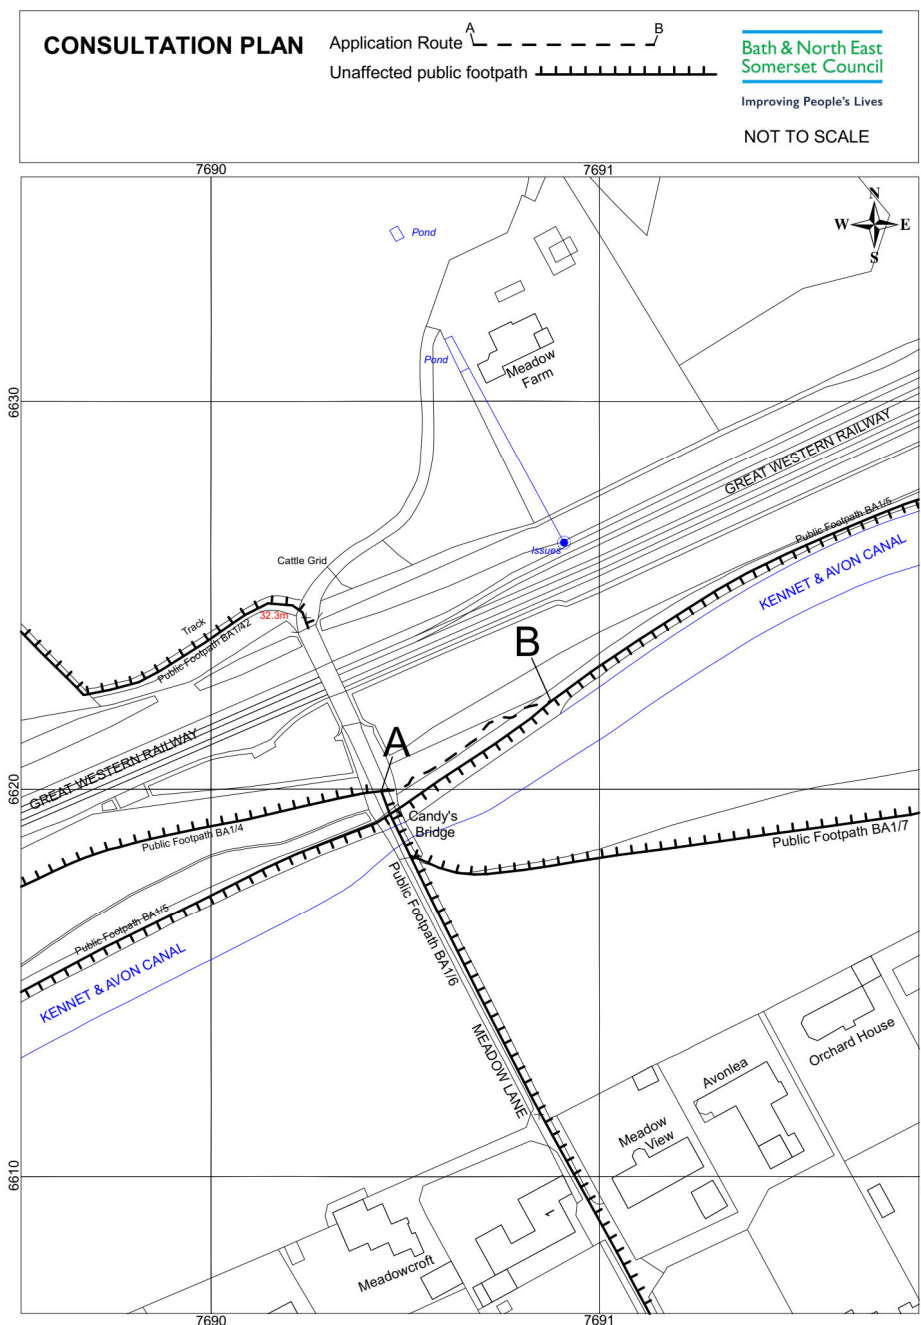 CONSULTATION PLAN
Application Route
A
B
Unaffected public footpath
Bath & North East
Somerset Council
Improving People's Lives
NOT TO SCALE
7690
7691
N
W
E
S
Pond
Pond
Meadow
Farm
6630
GREAT WESTERN RAILWAY
Public Footpath BA1/5
Issues
KENNET & AVON CANAL
Cattle Grid
32.3m
Track
Public Footpath BA1/42
B
A
GREAT WESTERN RAILWAY
6620
Candy's
Bridge
Public Footpath BA1/4
Public Footpath BA1/7
Public Footpath BA1/6
Public Footpath BA1/5
KENNET & AVON CANAL
MEADOW LANE
Orchard House
Avonlea
Meadow
View
6610
Meadowcroft
7690
7691